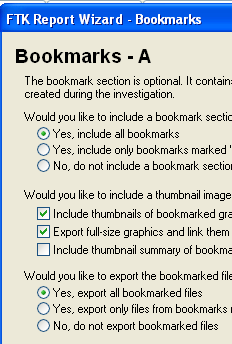 FTK Report Wizard - Bookmarks
Bookmarks - A
The bookmark section is optional. It contains
created during the investigation.
Would you like to include a bookmark section
Yes, include all bookmarks
Yes, include only bookmarks marked "
No, do not include a bookmark section
Would you like to include a thumbnail image
Include thumbnails of bookmarked gra
Export full-size graphics and link them
Include thumbnail summary of bookma
Would you like to export the bookmarked file
Yes, export all bookmarked files
Yes, export only files from bookmarks
No, do not export bookmarked files